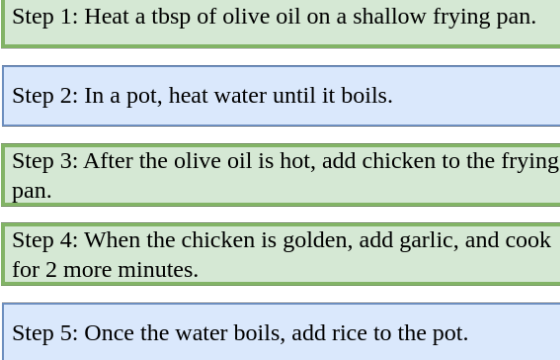 Step 1: Heat a tbsp of olive oil on a shallow frying pan.
Step 2: In a pot, heat water until it boils.
Step 3: After the olive oil is hot, add chicken to the frying
pan.
Step 4: When the chicken is golden, add garlic, and cook
for 2 more minutes.
Step 5: Once the water boils, add rice to the pot.